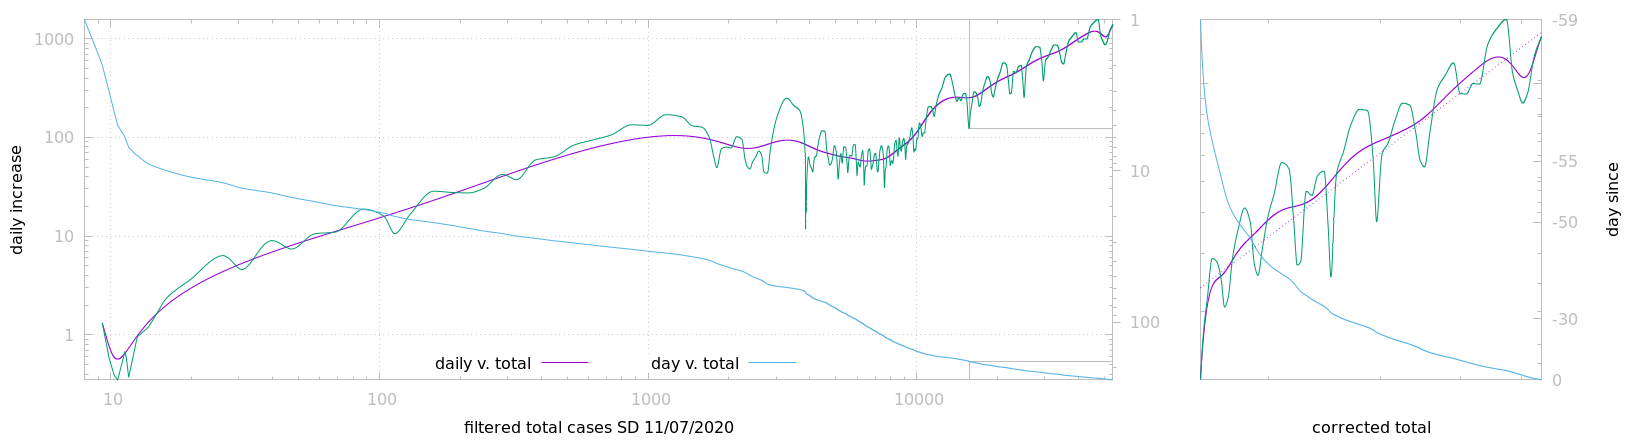 1000
100
10
1
daily increase
10
100
1000
10000
filtered total cases SD 11/07/2020
daily v. total
day v. total
1
10
100
-59
-55
-50
-30
0
day since
corrected total